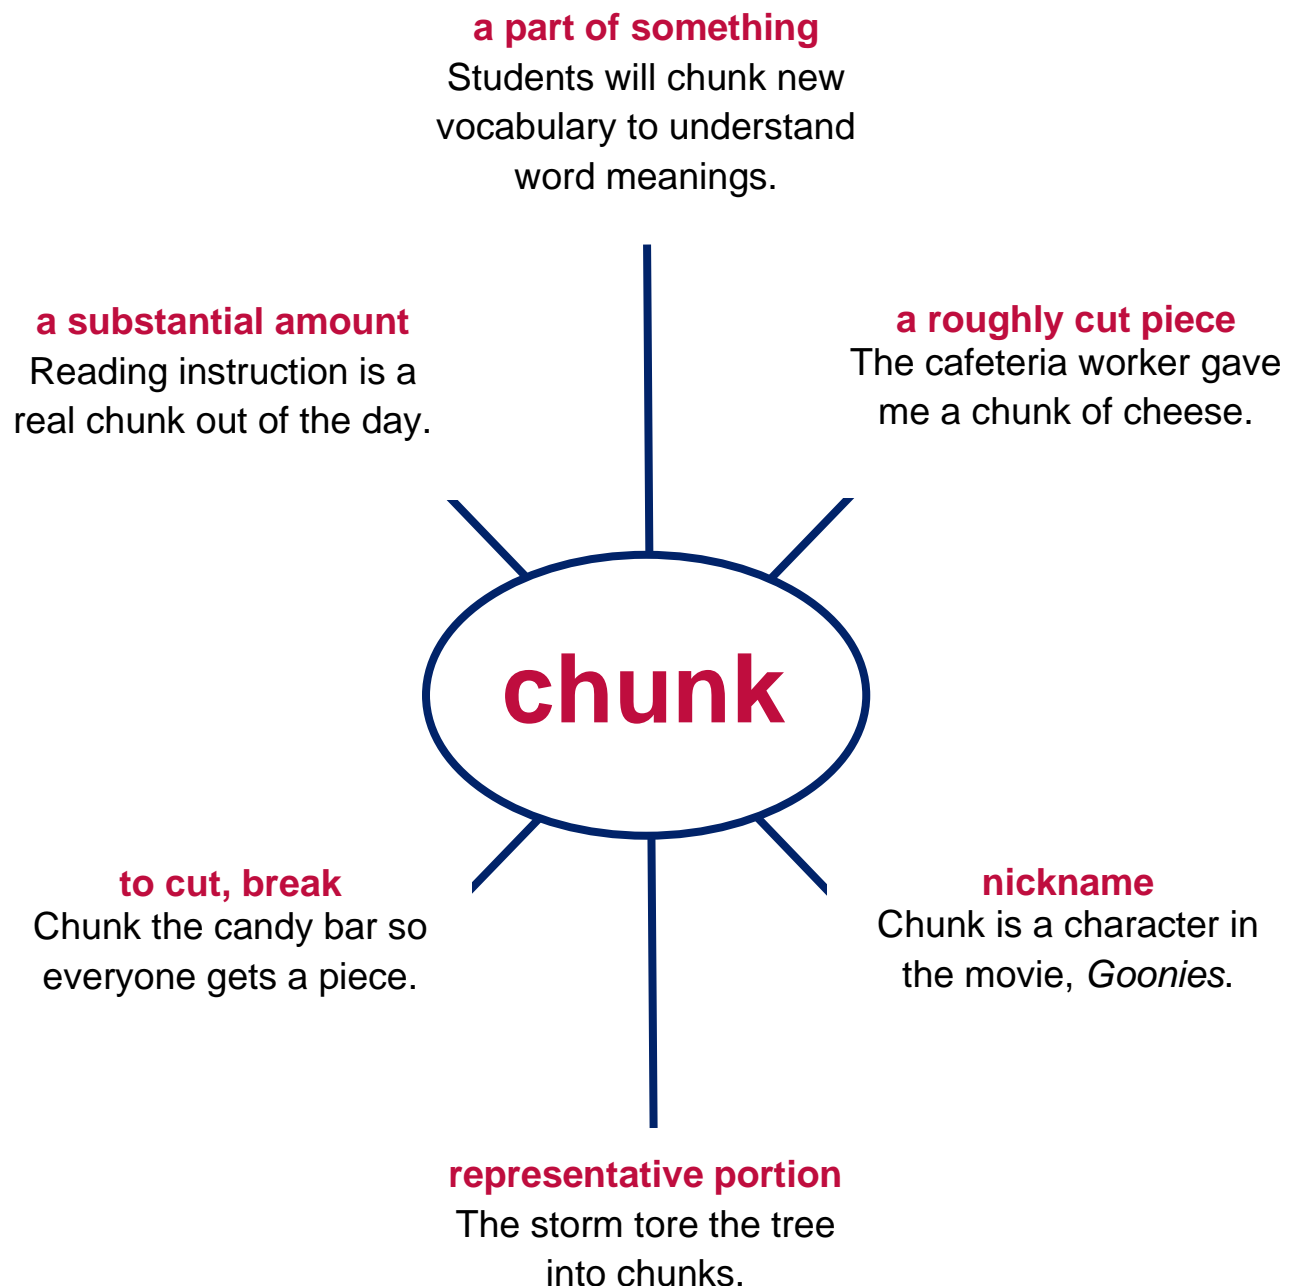 a part of something
Students will chunk new
vocabulary to understand
word meanings.
a substantial amount
Reading instruction is a
real chunk out of the day.
a roughly cut piece
The cafeteria worker gave
me a chunk of cheese.
chunk
to cut, break
Chunk the candy bar so
everyone gets a piece.
nickname
Chunk is a character in
the movie, Goonies.
representative portion
The storm tore the tree
into chunks.